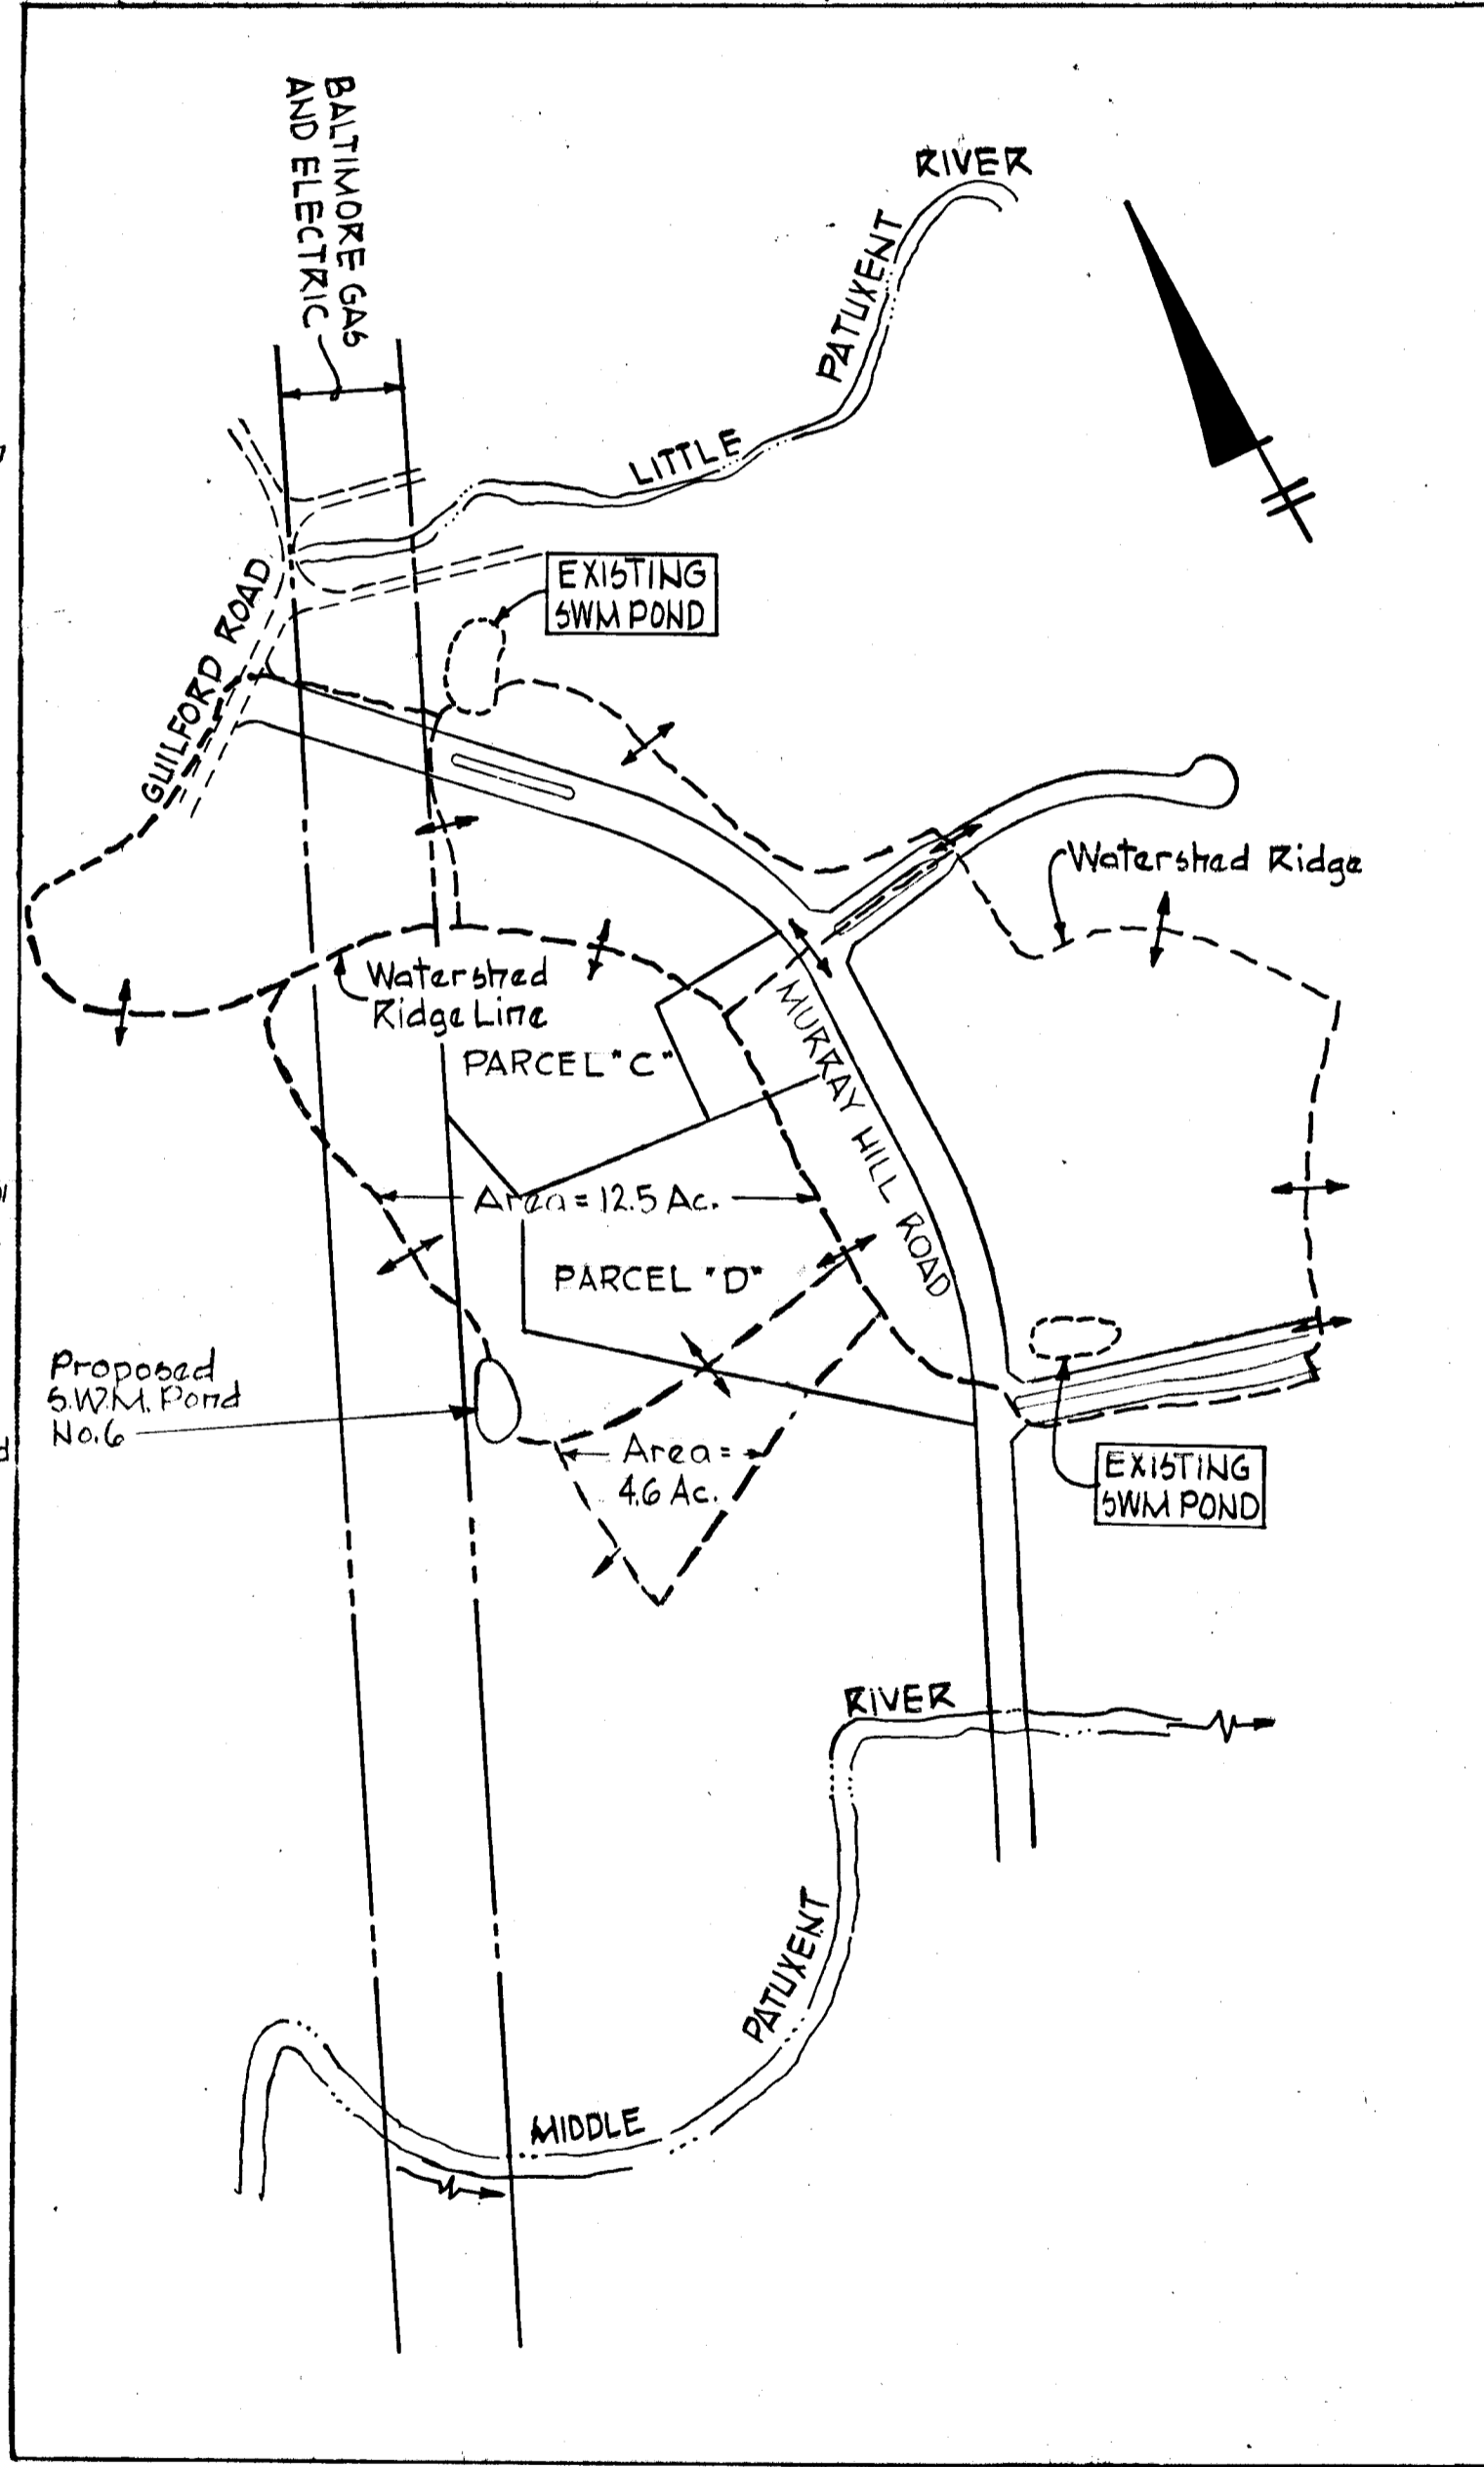 BALTIMORE GAS
AND ELECTRIC
RIVER
PATUXENT
LITTLE
EXISTING
SWM POND
GUILFORD ROAD
Watershed Ridge
Watershed
Ridge Line
PARCEL "C"
MURRAY HILL ROAD
Area = 12.5 Ac.
PARCEL "D"
Proposed
S.W.M. Pond
No.6
Area =
4.6 Ac.
EXISTING
SWM POND
RIVER
PATUXENT
MIDDLE